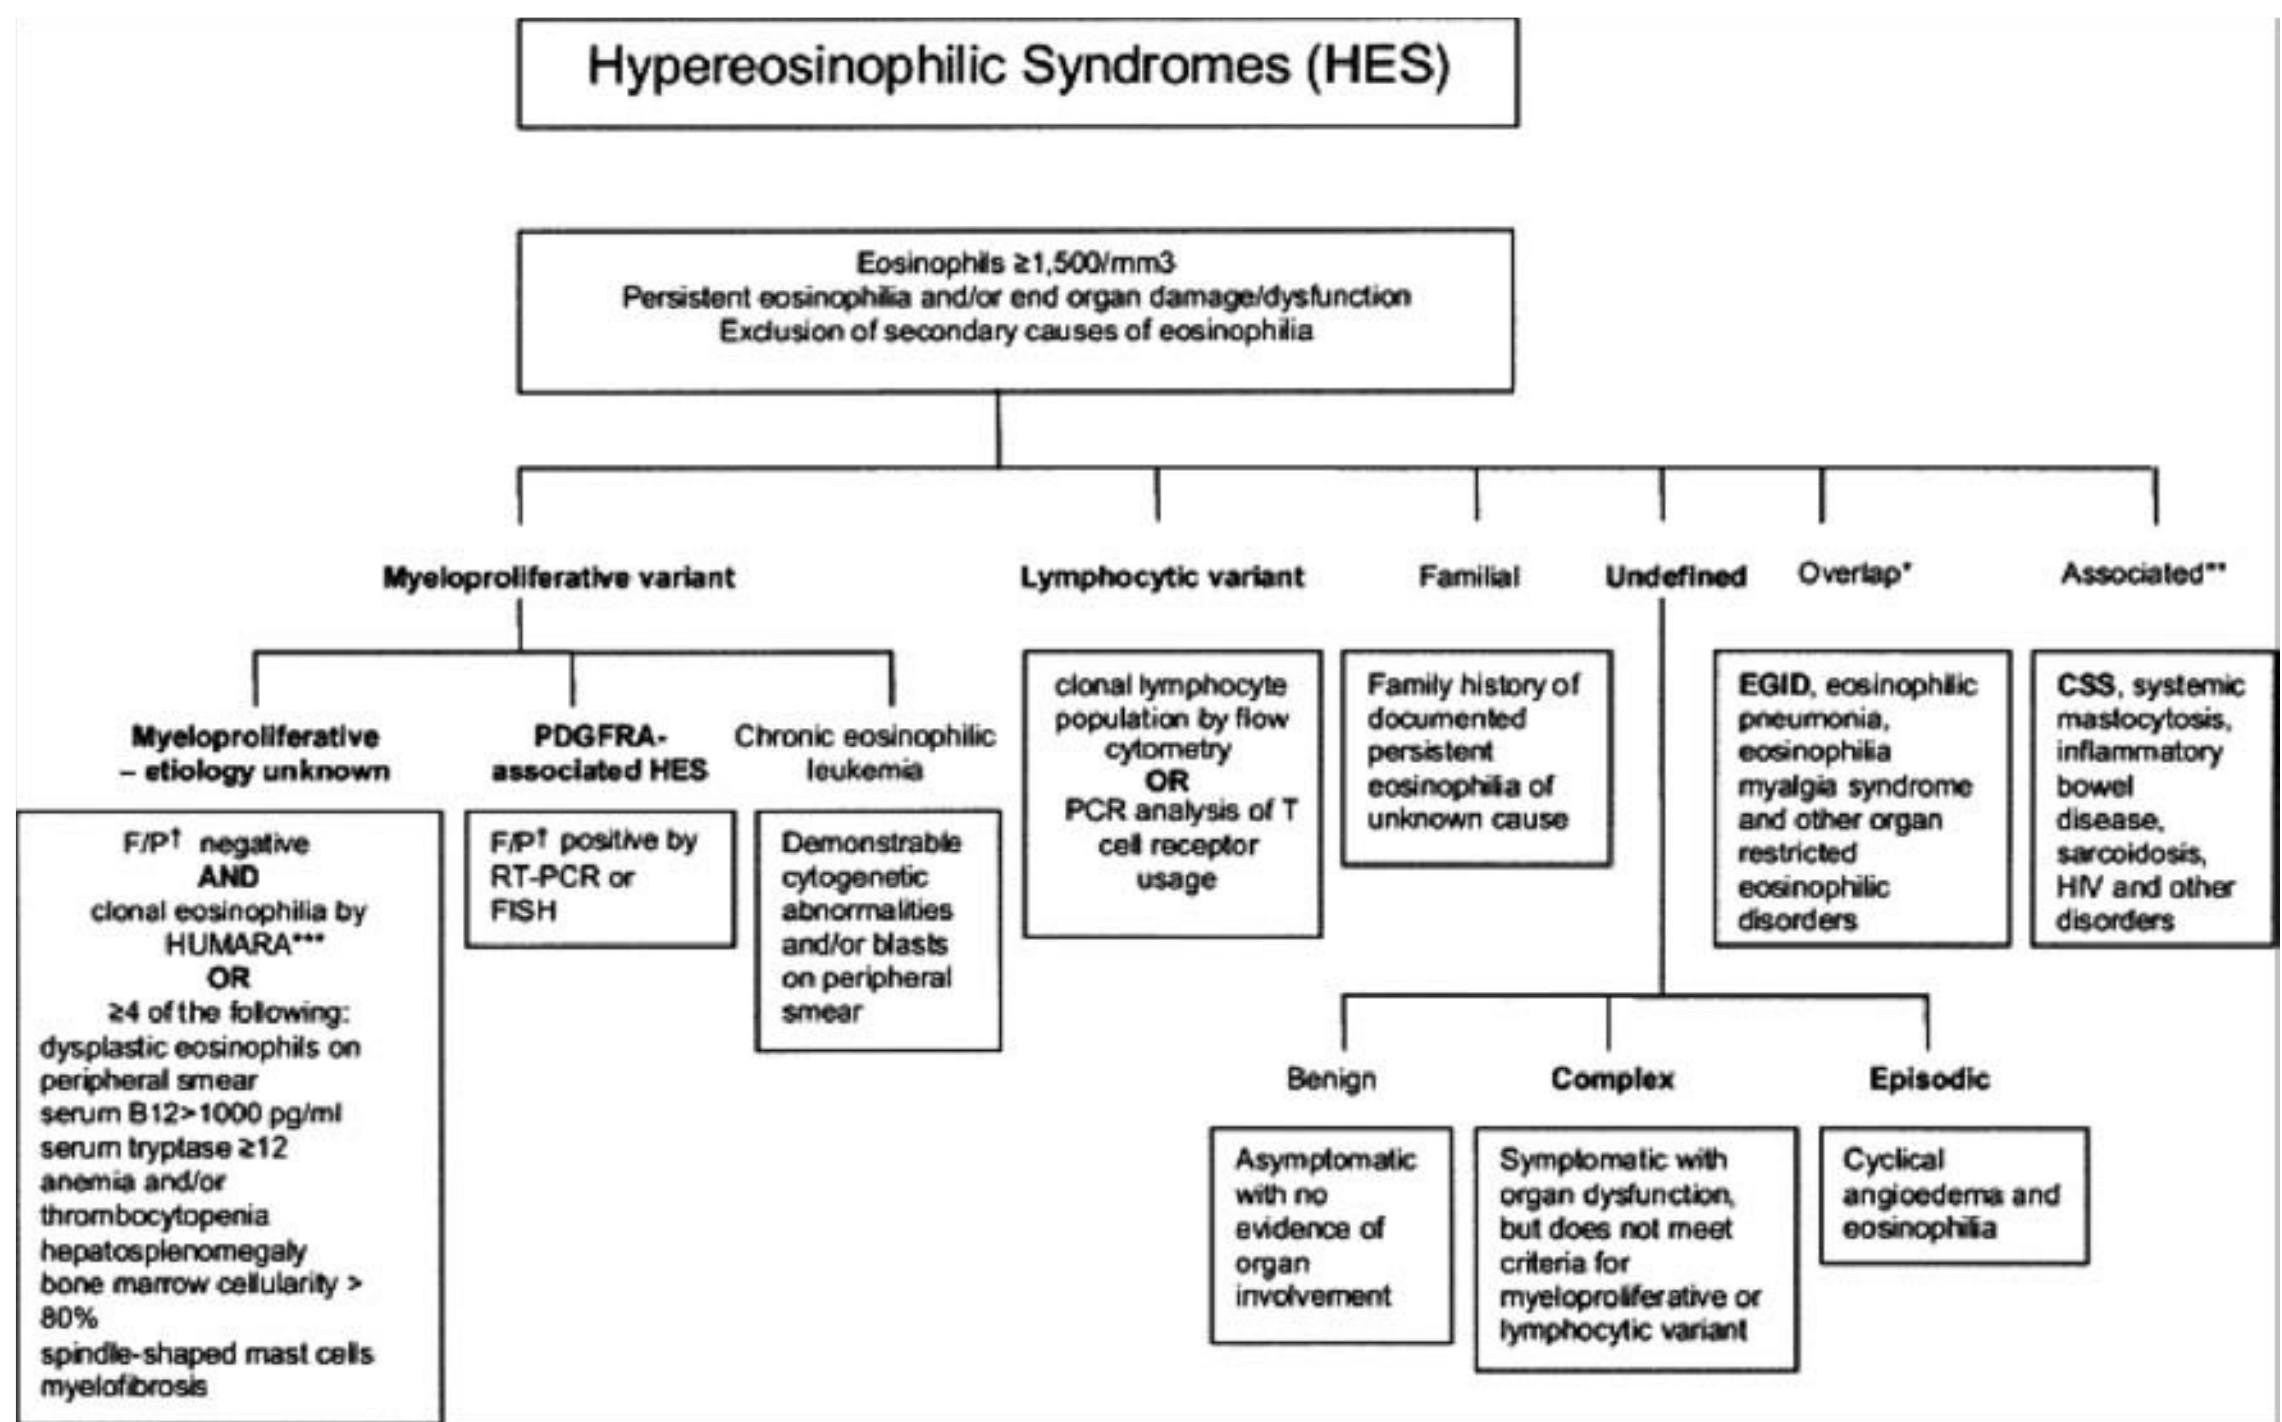 Hypereosinophilic Syndromes (HES)
Eosinophils ≥1,500/mm3
Persistent eosinophilia and/or end organ damage/dysfunction
Exclusion of secondary causes of eosinophilia
Myeloproliferative variant
Lymphocytic variant
Familial
Undefined
Overlap*
Associated**
Myeloproliferative
– etiology unknown
F/P† negative
AND
clonal eosinophilia by
HUMARA***
OR
≥4 of the following:
dysplastic eosinophils on
peripheral smear
serum B12>1000 pg/ml
serum tryptase ≥12
anemia and/or
thrombocytopenia
hepatosplenomegaly
bone marrow cellularity >
80%
spindle-shaped mast cells
myelofibrosis
PDGFRA-
associated HES
F/P† positive by
RT-PCR or
FISH
Chronic eosinophilic
leukemia
Demonstrable
cytogenetic
abnormalities
and/or blasts
on peripheral
smear
clonal lymphocyte
population by flow
cytometry
OR
PCR analysis of T
cell receptor
usage
Family history of
documented
persistent
eosinophilia of
unknown cause
EGID, eosinophilic
pneumonia,
eosinophilia
myalgia syndrome
and other organ
restricted
eosinophilic
disorders
CSS, systemic
mastocytosis,
inflammatory
bowel
disease,
sarcoidosis,
HIV and other
disorders
Benign
Asymptomatic
with no
evidence of
organ
involvement
Complex
Symptomatic with
organ dysfunction,
but does not meet
criteria for
myeloproliferative or
lymphocytic variant
Episodic
Cyclical
angioedema and
eosinophilia